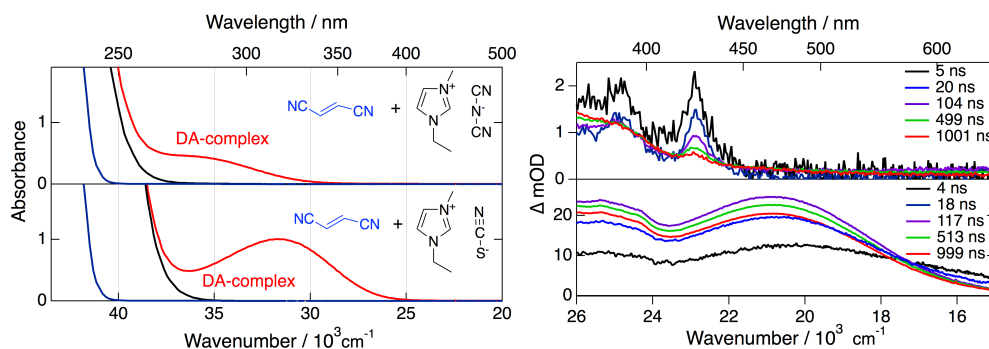 Wavelength / nm
250 300 350 400 500
Absorbance
1
0
1
0
DA-complex
NC
CN
+
N
+
N
CN
N
-
CN
DA-complex
NC
CN
+
N
+
N
N
C
S
-
40 35 30 25 20
Wavenumber / 10³cm⁻¹
Wavelength / nm
400 450 500 600
Δ mOD
2
1
0
20
10
0
5 ns
20 ns
104 ns
499 ns
1001 ns
4 ns
18 ns
117 ns
513 ns
999 ns
26 24 22 20 18 16
Wavenumber / 10³ cm⁻¹